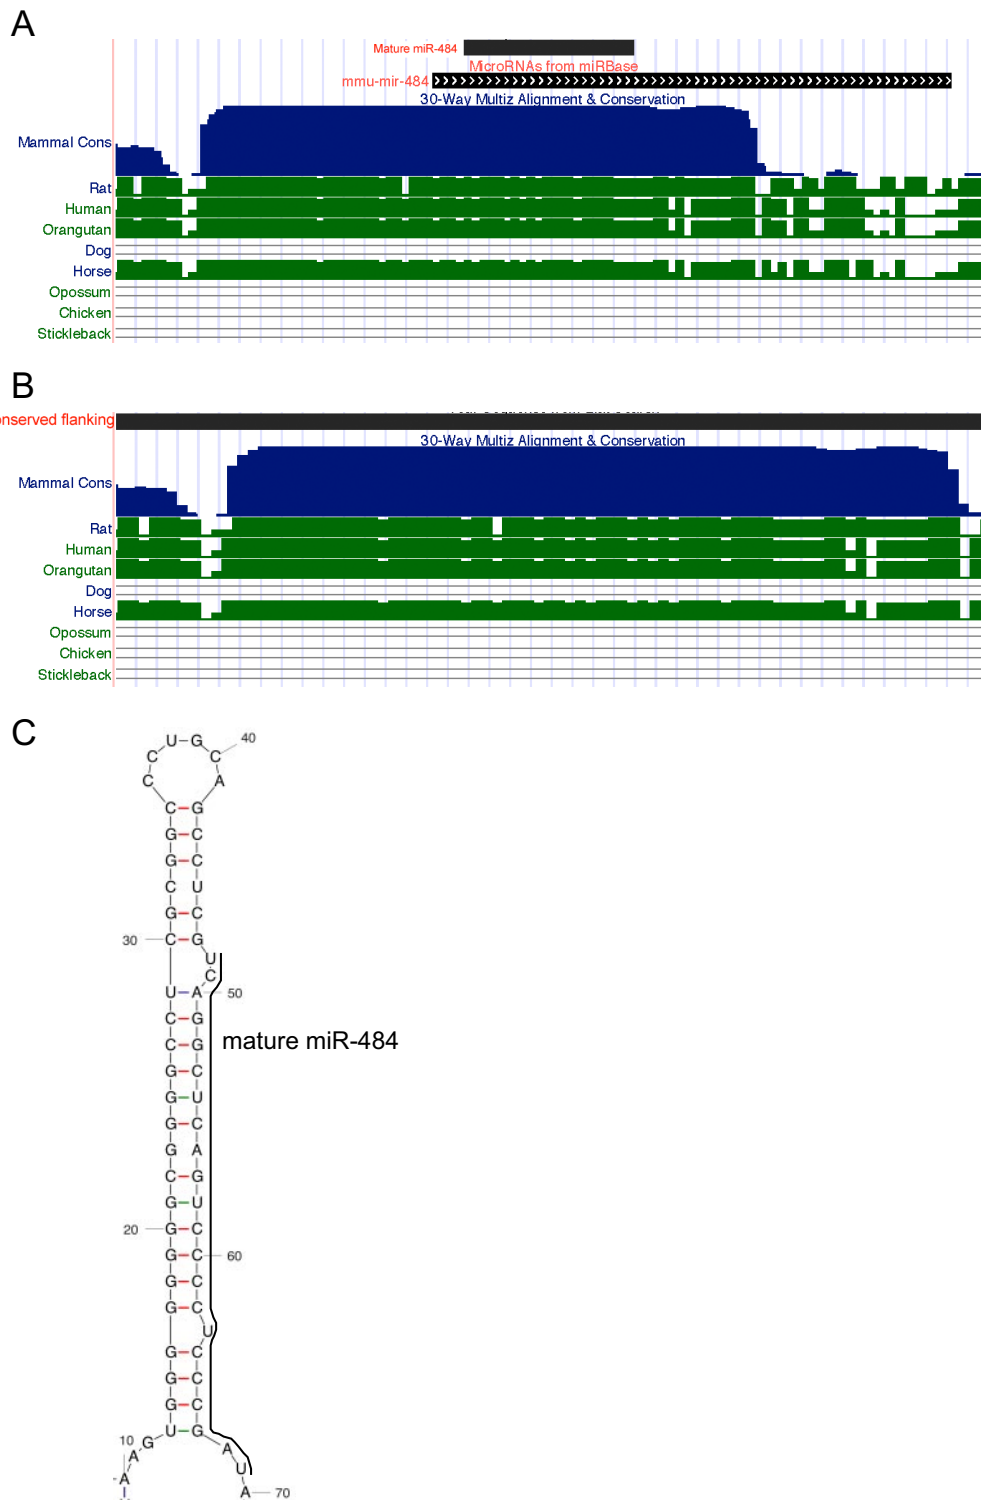 A
Mature miR-484
MicroRNAs from miRBase
mmu-mir-484
30-Way Multiz Alignment & Conservation
Mammal Cons
Rat
Human
Orangutan
Dog
Horse
Opossum
Chicken
Stickleback
B
onserved flanking
30-Way Multiz Alignment & Conservation
Mammal Cons
Rat
Human
Orangutan
Dog
Horse
Opossum
Chicken
Stickleback
C
U G
C C 40
C A
C G
G C
G C
C U
G C
30 C G
U
C
U A 50
C G
C G
G C
G U
G C
C A
G
G U
20 G C
G C 60
G C
G C
U
G C
G C
G C
U G
10 G A
A U
A A 70
mature miR-484